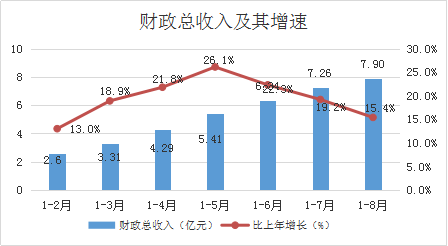 财政总收入及其增速
10
8
6
4
2
0
30.0%
25.0%
20.0%
15.0%
10.0%
5.0%
0.0%
2.6
3.31
4.29
5.41
7.26
7.90
13.0%
18.9%
21.8%
26.1%
22.3%
19.2%
15.4%
1-2月
1-3月
1-4月
1-5月
1-6月
1-7月
1-8月
财政总收入（亿元）
比上年增长（%）